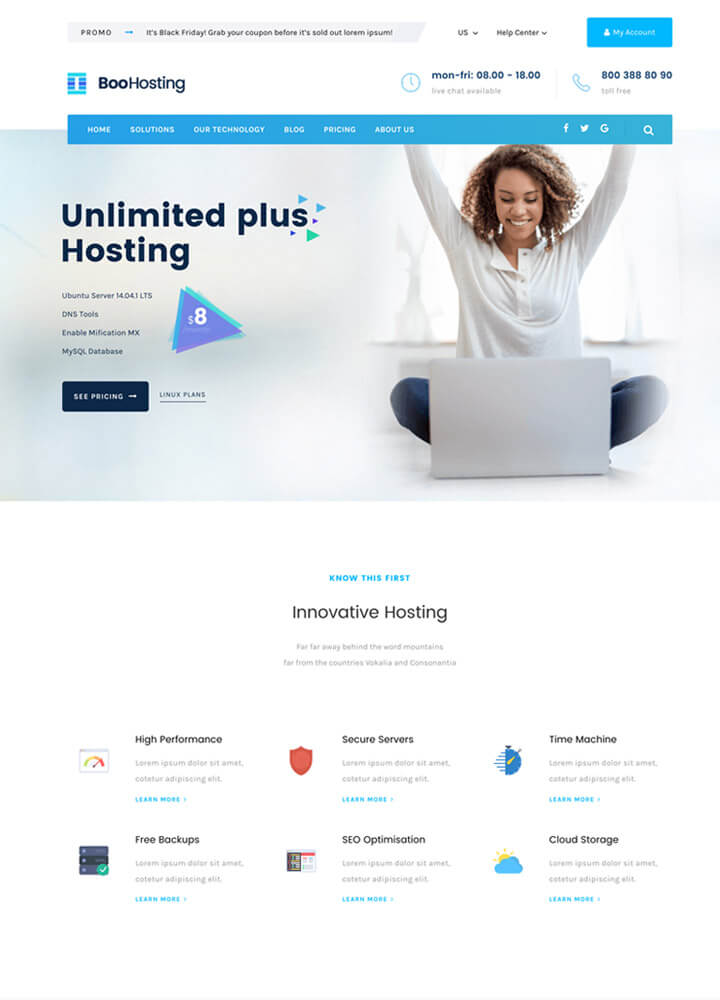 PROMO It's Black Friday! Grab your coupon before it's sold out lorem ipsum! US Help Center My Account
BooHosting
mon-fri: 08.00 - 18.00
live chat available
800 388 80 90
toll free
HOME SOLUTIONS OUR TECHNOLOGY BLOG PRICING ABOUT US
Unlimited plus
Hosting
Ubuntu Server 14.04.1 LTS
DNS Tools
Enable Mification MX
MySQL Database
$8
SEE PRICING LINUX PLANS
KNOW THIS FIRST
Innovative Hosting
Far far away behind the word mountains
far from the countries Vokalia and Consonantia
High Performance
Lorem ipsum dolor sit amet,
cotetur adipiscing elit.
LEARN MORE >
Secure Servers
Lorem ipsum dolor sit amet,
cotetur adipiscing elit.
LEARN MORE >
Time Machine
Lorem ipsum dolor sit amet,
cotetur adipiscing elit.
LEARN MORE >
Free Backups
Lorem ipsum dolor sit amet,
cotetur adipiscing elit.
LEARN MORE >
SEO Optimisation
Lorem ipsum dolor sit amet,
cotetur adipiscing elit.
LEARN MORE >
Cloud Storage
Lorem ipsum dolor sit amet,
cotetur adipiscing elit.
LEARN MORE >